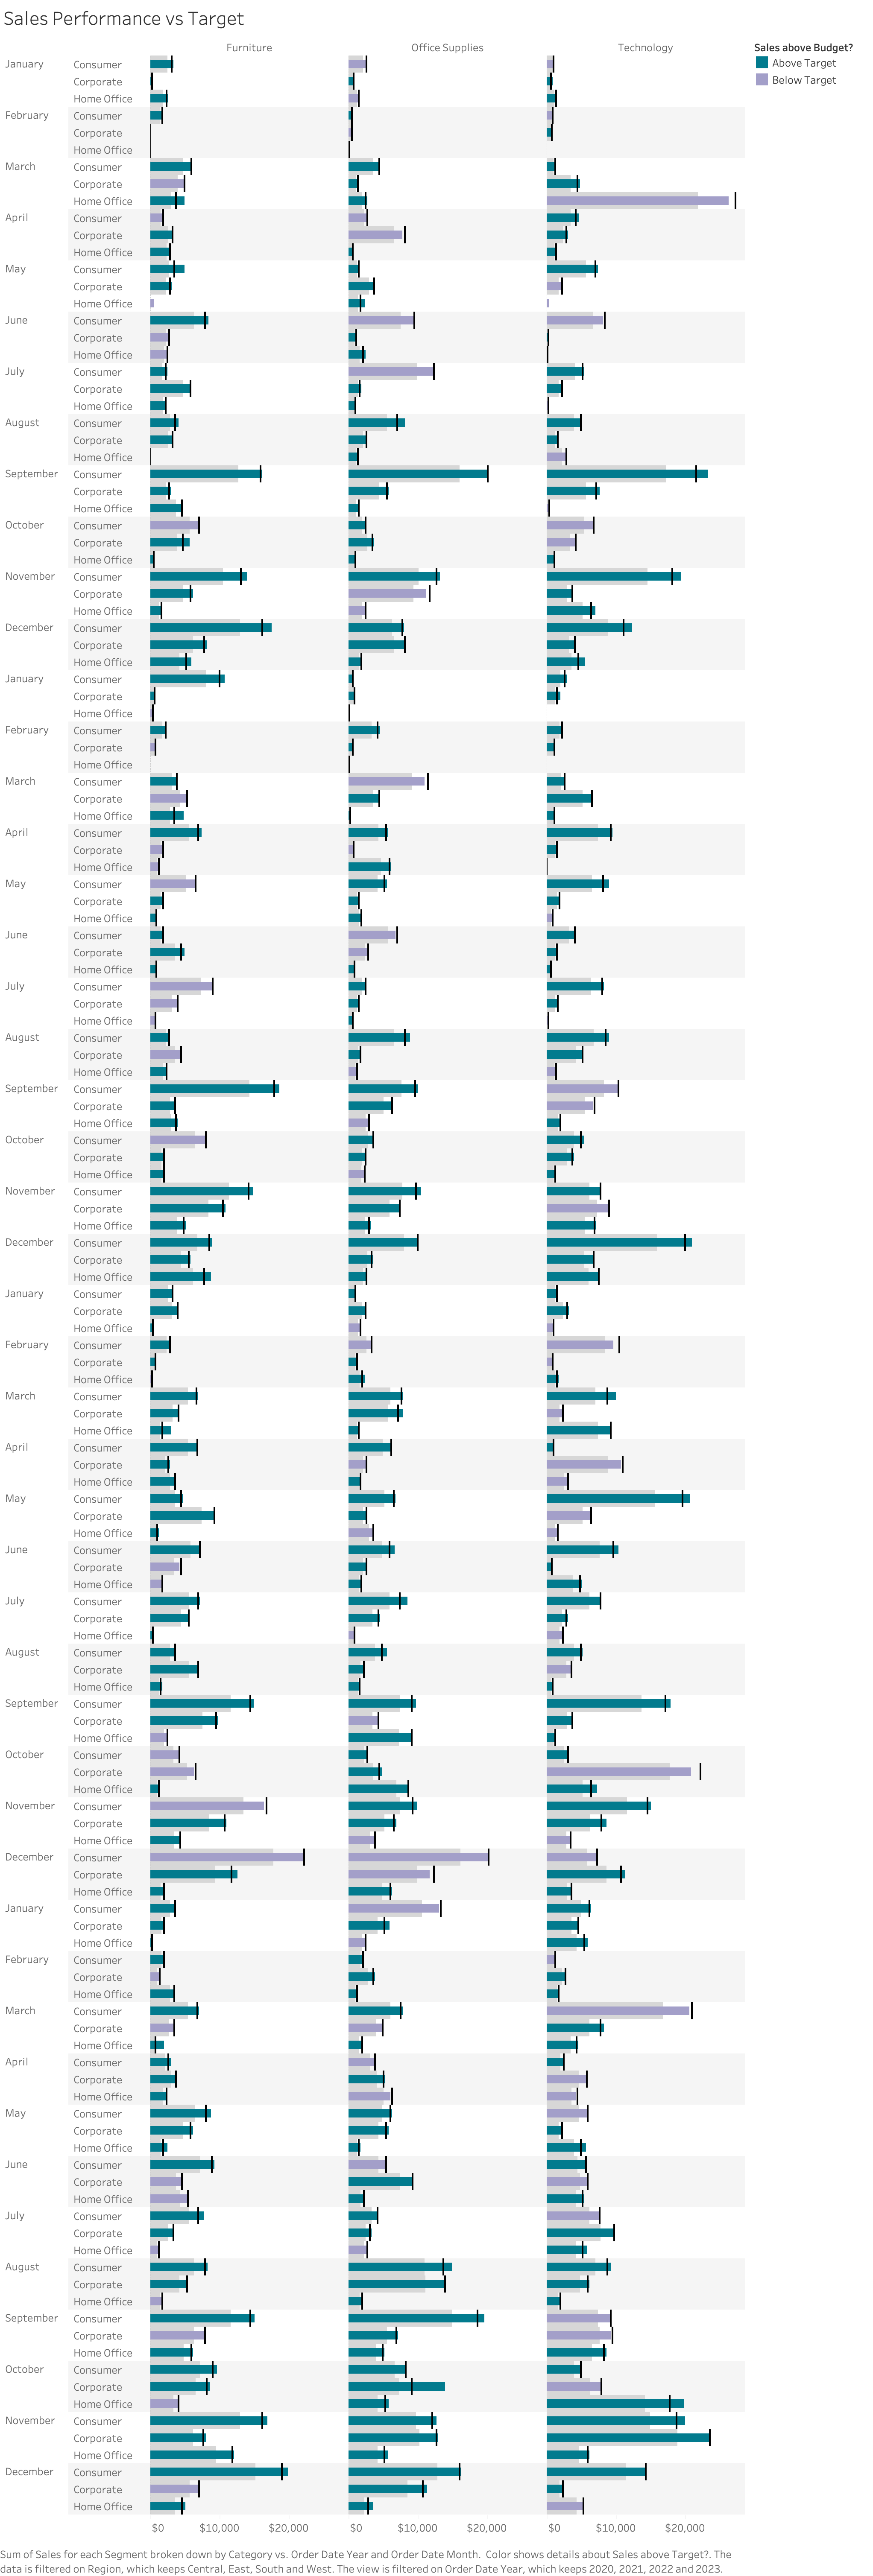 Sales Performance vs Target
Furniture Office Supplies Technology
Sales above Budget?
Above Target
Below Target
January Consumer
Corporate
Home Office
February Consumer
Corporate
Home Office
March Consumer
Corporate
Home Office
April Consumer
Corporate
Home Office
May Consumer
Corporate
Home Office
June Consumer
Corporate
Home Office
July Consumer
Corporate
Home Office
August Consumer
Corporate
Home Office
September Consumer
Corporate
Home Office
October Consumer
Corporate
Home Office
November Consumer
Corporate
Home Office
December Consumer
Corporate
Home Office
January Consumer
Corporate
Home Office
February Consumer
Corporate
Home Office
March Consumer
Corporate
Home Office
April Consumer
Corporate
Home Office
May Consumer
Corporate
Home Office
June Consumer
Corporate
Home Office
July Consumer
Corporate
Home Office
August Consumer
Corporate
Home Office
September Consumer
Corporate
Home Office
October Consumer
Corporate
Home Office
November Consumer
Corporate
Home Office
December Consumer
Corporate
Home Office
January Consumer
Corporate
Home Office
February Consumer
Corporate
Home Office
March Consumer
Corporate
Home Office
April Consumer
Corporate
Home Office
May Consumer
Corporate
Home Office
June Consumer
Corporate
Home Office
July Consumer
Corporate
Home Office
August Consumer
Corporate
Home Office
September Consumer
Corporate
Home Office
October Consumer
Corporate
Home Office
November Consumer
Corporate
Home Office
December Consumer
Corporate
Home Office
January Consumer
Corporate
Home Office
February Consumer
Corporate
Home Office
March Consumer
Corporate
Home Office
April Consumer
Corporate
Home Office
May Consumer
Corporate
Home Office
June Consumer
Corporate
Home Office
July Consumer
Corporate
Home Office
August Consumer
Corporate
Home Office
September Consumer
Corporate
Home Office
October Consumer
Corporate
Home Office
November Consumer
Corporate
Home Office
December Consumer
Corporate
Home Office
$0 $10,000 $20,000 $0 $10,000 $20,000 $0 $10,000 $20,000
Sum of Sales for each Segment broken down by Category vs. Order Date Year and Order Date Month. Color shows details about Sales above Target?. The
data is filtered on Region, which keeps Central, East, South and West. The view is filtered on Order Date Year, which keeps 2020, 2021, 2022 and 2023.